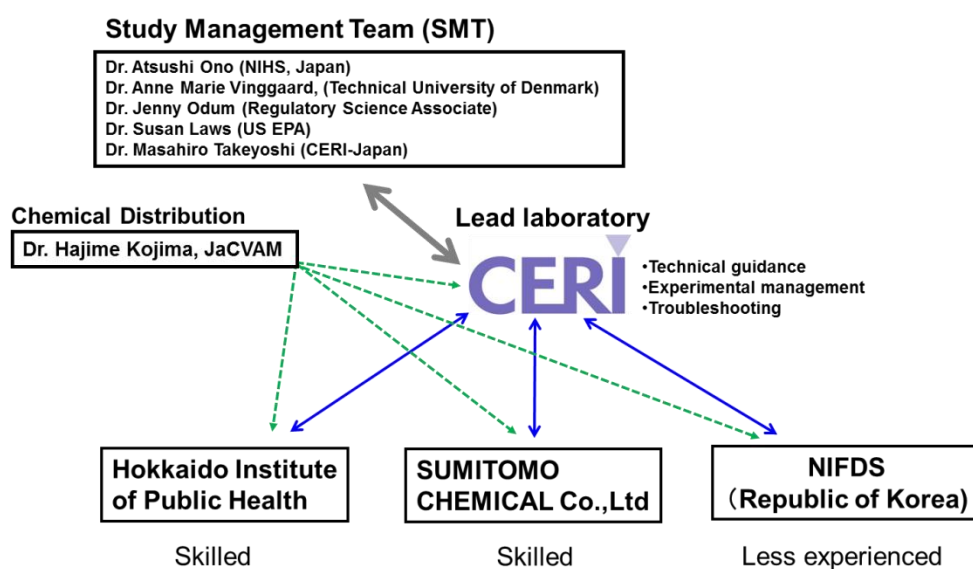 Study Management Team (SMT)
Dr. Atsushi Ono (NIHS, Japan)
Dr. Anne Marie Vinggaard, (Technical University of Denmark)
Dr. Jenny Odum (Regulatory Science Associate)
Dr. Susan Laws (US EPA)
Dr. Masahiro Takeyoshi (CERI-Japan)
Chemical Distribution
Dr. Hajime Kojima, JaCVAM
Lead laboratory
CERI
•Technical guidance
•Experimental management
•Troubleshooting
Hokkaido Institute
of Public Health
Skilled
SUMITOMO
CHEMICAL Co.,Ltd
Skilled
NIFDS
（Republic of Korea)
Less experienced